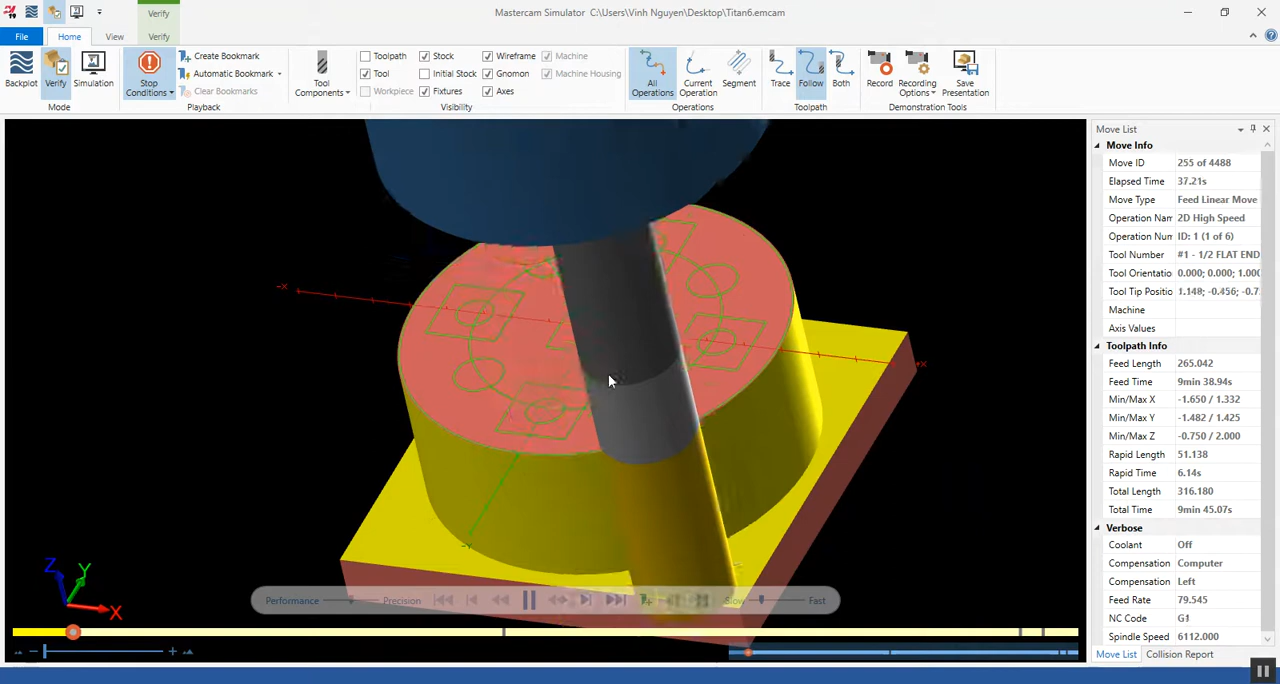 Verify
Mastercam Simulator C:\Users\Vinh Nguyen\Desktop\Titan6.emcam
File
Home
View
Verify
Backplot
Verify
Simulation
Mode
Stop Conditions
Create Bookmark
Automatic Bookmark
Clear Bookmarks
Playback
Tool Components
Toolpath
Tool
Workpiece
Stock
Initial Stock
Fixtures
Wireframe
Gnomon
Axes
Machine
Machine Housing
Visibility
All Operations
Current Operation
Segment
Operations
Trace
Follow
Both
Toolpath
Record
Recording Options
Save Presentation
Demonstration Tools
-X
X
-Y
Z
Y
X
Performance
Precision
Slow
Fast
Move List
Move Info
Move ID 255 of 4488
Elapsed Time 37.21s
Move Type Feed Linear Move
Operation Nam 2D High Speed
Operation Num ID: 1 (1 of 6)
Tool Number #1 - 1/2 FLAT END
Tool Orientatio 0.000; 0.000; 1.000
Tool Tip Positio 1.148; -0.456; -0.7
Machine
Axis Values
Toolpath Info
Feed Length 265.042
Feed Time 9min 38.94s
Min/Max X -1.650 / 1.332
Min/Max Y -1.482 / 1.425
Min/Max Z -0.750 / 2.000
Rapid Length 51.138
Rapid Time 6.14s
Total Length 316.180
Total Time 9min 45.07s
Verbose
Coolant Off
Compensation Computer
Compensation Left
Feed Rate 79.545
NC Code G1
Spindle Speed 6112.000
Move List
Collision Report